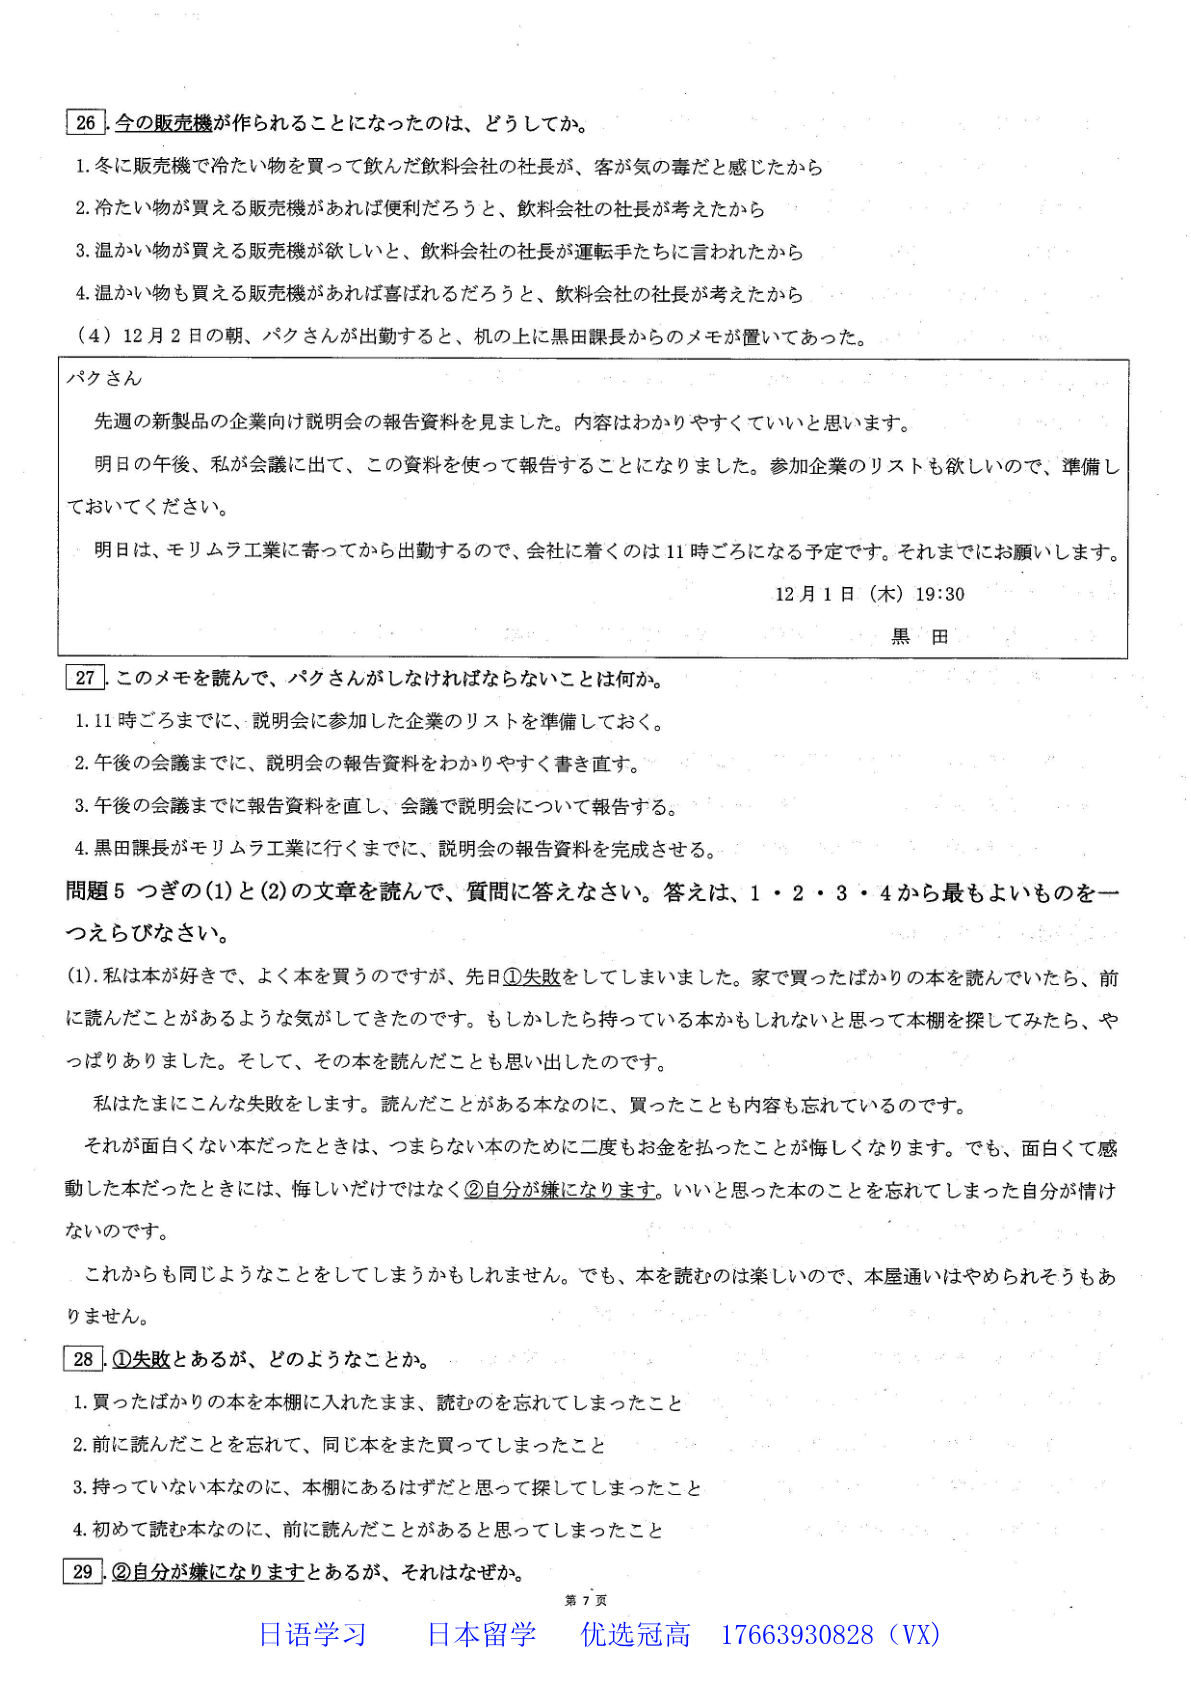 26.今の販売機が作られることになったのは、どうしてか。
1.冬に販売機で冷たい物を買って飲んだ飲料会社の社長が、客が気の毒だと感じたから
2.冷たい物が買える販売機があれば便利だろうと、飲料会社の社長が考えたから
3.温かい物が買える販売機が欲しいと、飲料会社の社長が運転手たちに言われたから
4.温かい物も買える販売機があれば喜ばれるだろうと、飲料会社の社長が考えたから
（4）12月2日の朝、パクさんが出勤すると、机の上に黒田課長からのメモが置いてあった。
パクさん
先週の新製品の企業向け説明会の報告資料を見ました。内容はわかりやすくていいと思います。
明日の午後、私が会議に出て、この資料を使って報告することになりました。参加企業のリストも欲しいので、準備し
ておいてください。
明日は、モリムラ工業に寄ってから出勤するので、会社に着くのは11時ごろになる予定です。それまでにお願いします。
12月1日（木）19:30
黒　田
27.このメモを読んで、パクさんがしなければならないことは何か。
1.11時ごろまでに、説明会に参加した企業のリストを準備しておく。
2.午後の会議までに、説明会の報告資料をわかりやすく書き直す。
3.午後の会議までに報告資料を直し、会議で説明会について報告する。
4.黒田課長がモリムラ工業に行くまでに、説明会の報告資料を完成させる。
問題5 つぎの(1)と(2)の文章を読んで、質問に答えなさい。答えは、1・2・3・4から最もよいものを一
つえらびなさい。
(1).私は本が好きで、よく本を買うのですが、先日①失敗をしてしまいました。家で買ったばかりの本を読んでいたら、前
に読んだことがあるような気がしてきたのです。もしかしたら持っている本かもしれないと思って本棚を探してみたら、や
っぱりありました。そして、その本を読んだことも思い出したのです。
私はたまにこんな失敗をします。読んだことがある本なのに、買ったことも内容も忘れているのです。
それが面白くない本だったときは、つまらない本のために二度もお金を払ったことが悔しくなります。でも、面白くて感
動した本だったときには、悔しいだけではなく②自分が嫌になります。いいと思った本のことを忘れてしまった自分が情け
ないのです。
これからも同じようなことをしてしまうかもしれません。でも、本を読むのは楽しいので、本屋通いはやめられそうもあ
りません。
28.①失敗とあるが、どのようなことか。
1.買ったばかりの本を本棚に入れたまま、読むのを忘れてしまったこと
2.前に読んだことを忘れて、同じ本をまた買ってしまったこと
3.持っていない本なのに、本棚にあるはずだと思って探してしまったこと
4.初めて読む本なのに、前に読んだことがあると思ってしまったこと
29.②自分が嫌になりますとあるが、それはなぜか。
第 7 页
日语学习　　日本留学　 优选冠高　17663930828（VX）